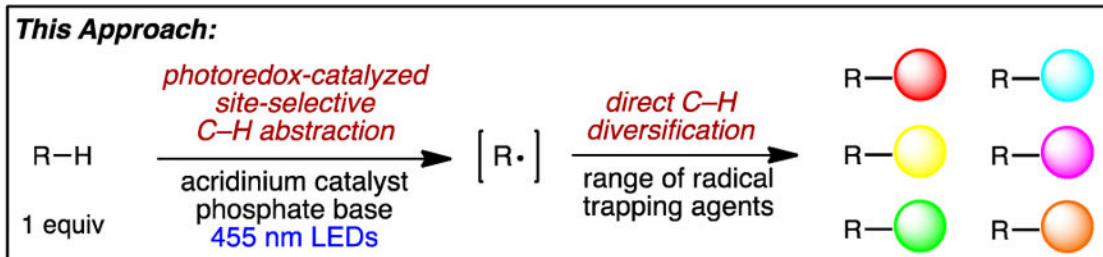 This Approach:
photoredox-catalyzed
site-selective
C–H abstraction
R–H
1 equiv
acridinium catalyst
phosphate base
455 nm LEDs
[R•]
direct C–H
diversification
range of radical
trapping agents
R— R—
R— R—
R— R—